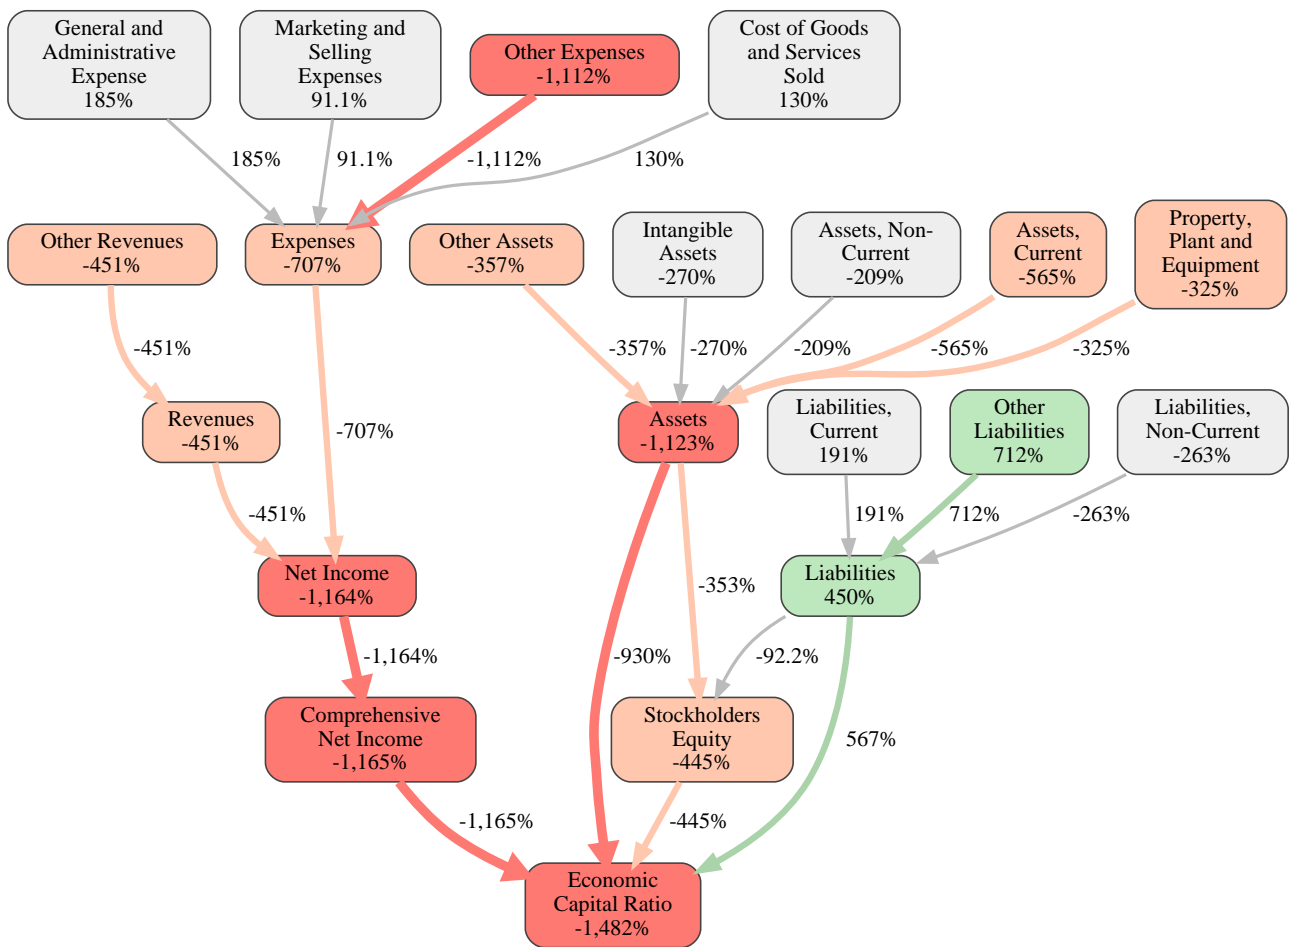 General and
Administrative
Expense
185%
Marketing and
Selling
Expenses
91.1%
Other Expenses
-1,112%
Cost of Goods
and Services
Sold
130%
185%
91.1%
-1,112%
130%
Other Revenues
-451%
Expenses
-707%
Other Assets
-357%
Intangible
Assets
-270%
Assets, Non-
Current
-209%
Assets,
Current
-565%
Property,
Plant and
Equipment
-325%
-451%
-357%
-270%
-209%
-565%
-325%
Revenues
-451%
-707%
Assets
-1,123%
Liabilities,
Current
191%
Other
Liabilities
712%
Liabilities,
Non-Current
-263%
-451%
191%
712%
-263%
Net Income
-1,164%
-353%
Liabilities
450%
-1,164%
-930%
-92.2%
Comprehensive
Net Income
-1,165%
Stockholders
Equity
-445%
567%
-1,165%
-445%
Economic
Capital Ratio
-1,482%